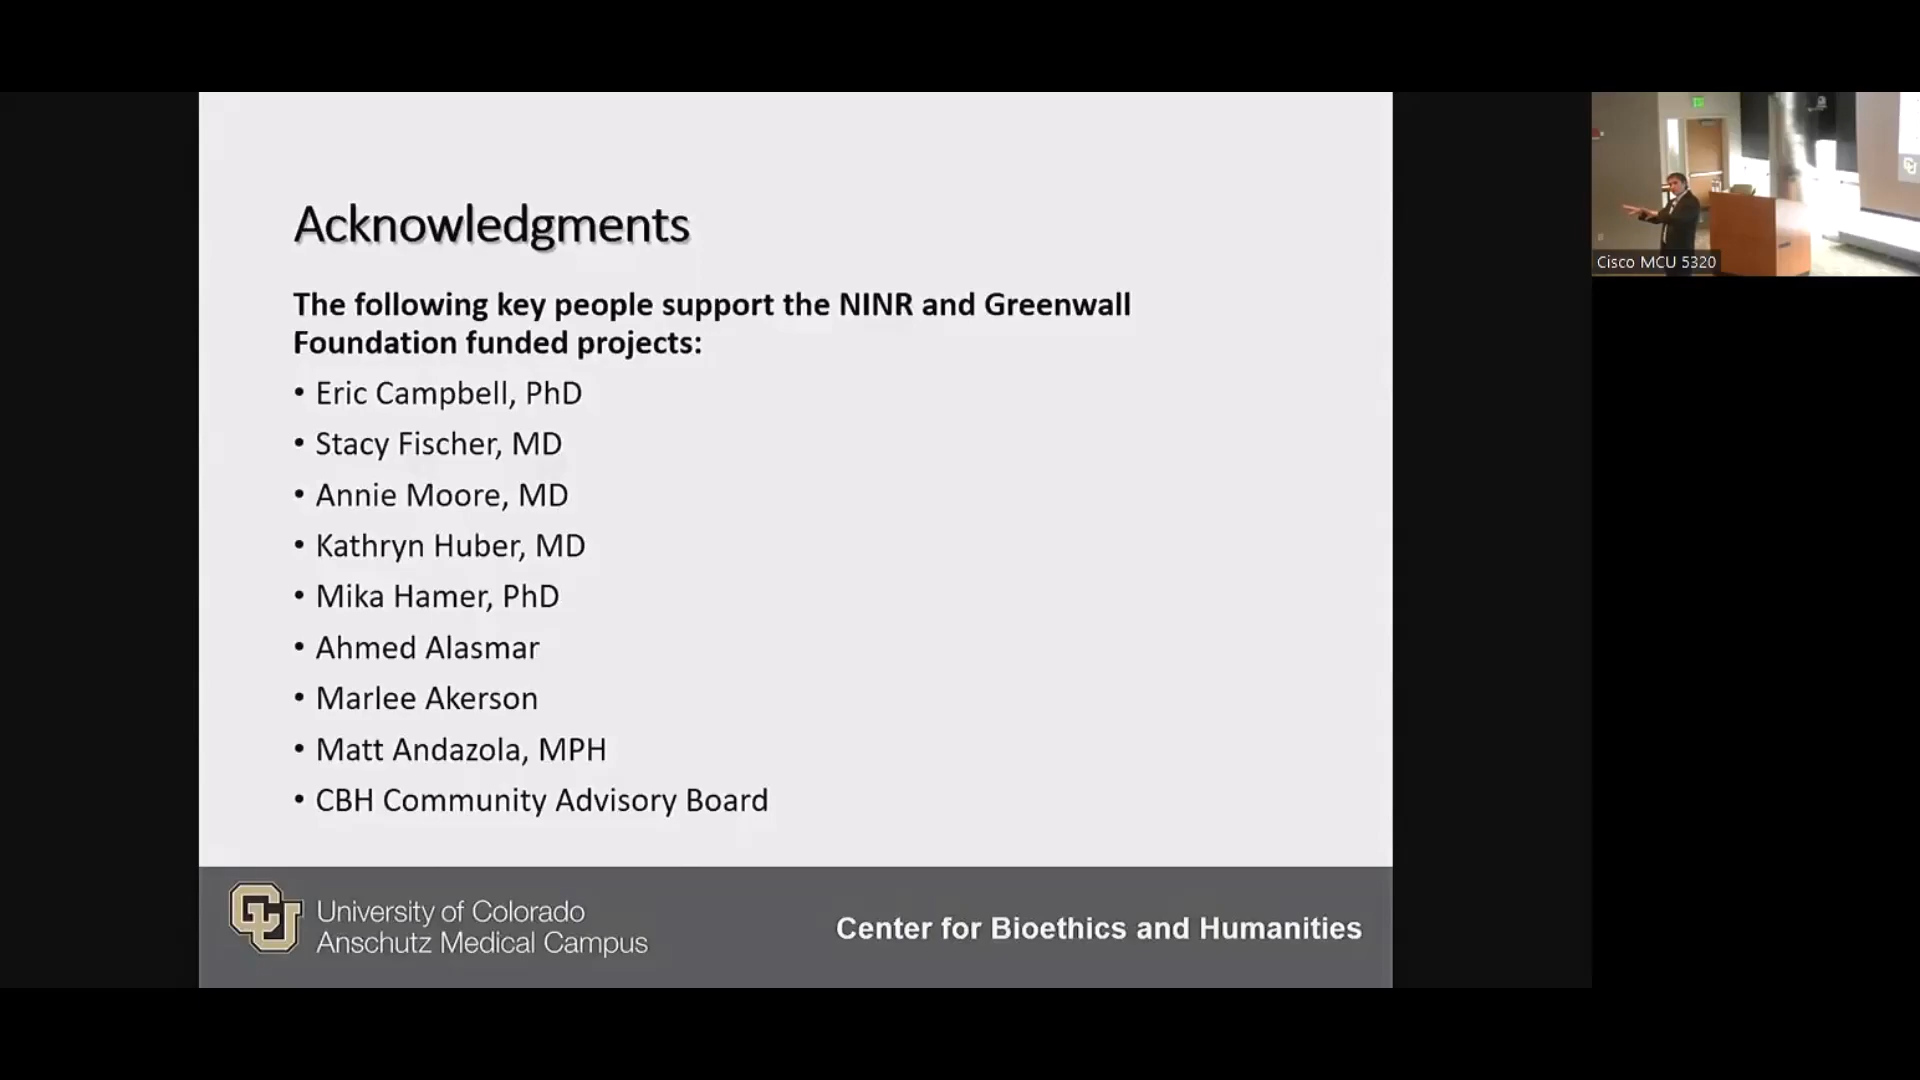 Acknowledgments
The following key people support the NINR and Greenwall
Foundation funded projects:
• Eric Campbell, PhD
• Stacy Fischer, MD
• Annie Moore, MD
• Kathryn Huber, MD
• Mika Hamer, PhD
• Ahmed Alasmar
• Marlee Akerson
• Matt Andazola, MPH
• CBH Community Advisory Board
CU
University of Colorado
Anschutz Medical Campus
Center for Bioethics and Humanities
Cisco MCU 5320